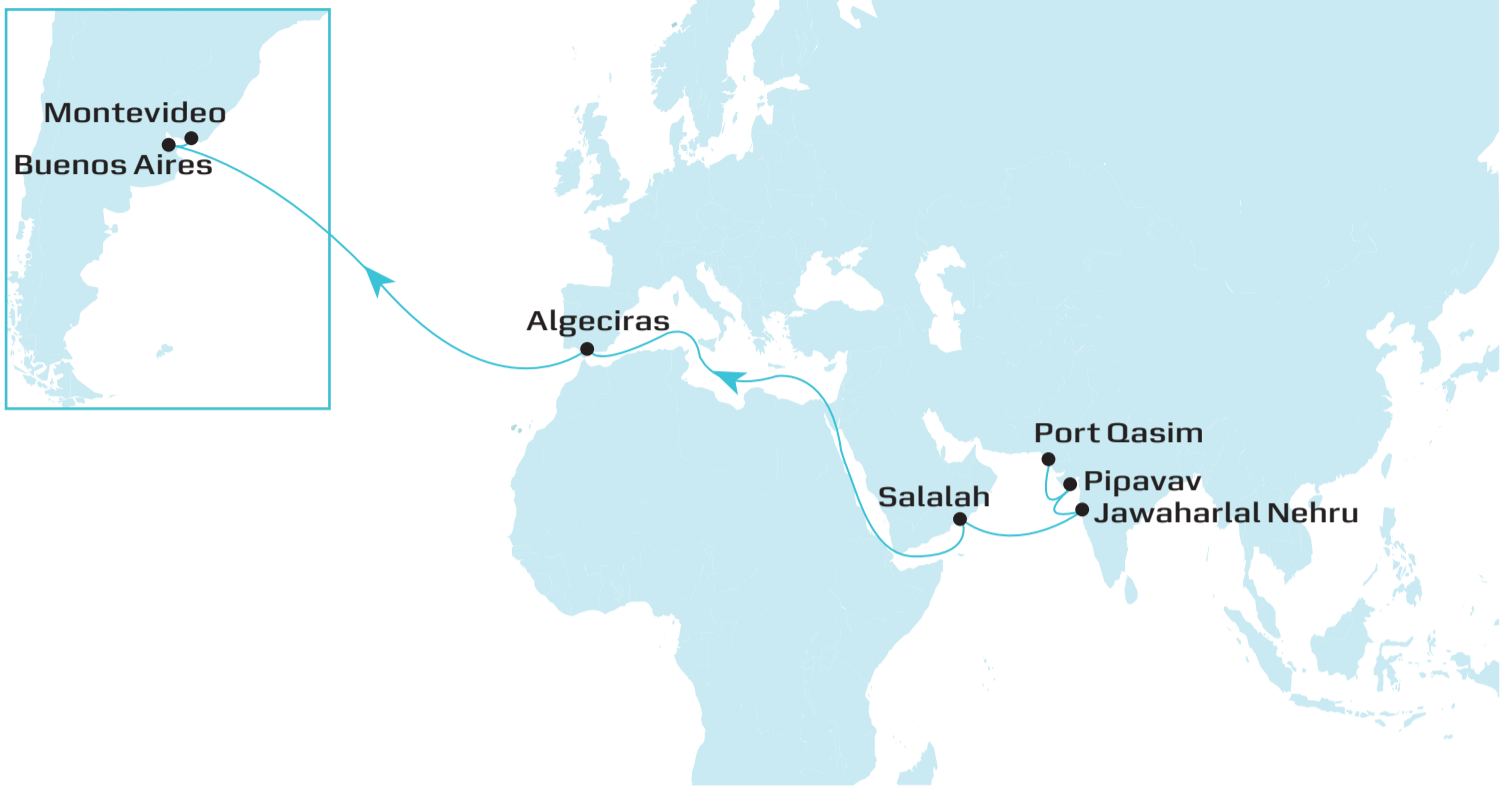 Montevideo
Buenos Aires
Algeciras
Port Qasim
Pipavav
Salalah
Jawaharlal Nehru